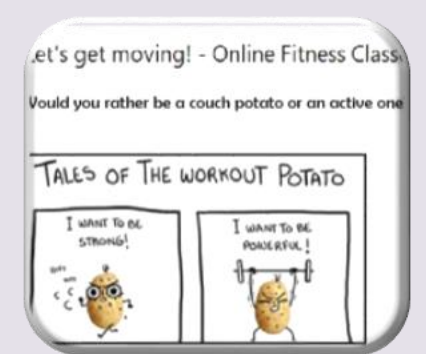 et's get moving! - Online Fitness Class
Would you rather be a couch potato or an active one
TALES OF THE WORKOUT POTATO
I WANT TO BE
STRONG!
I WANT TO BE
POWERFUL!